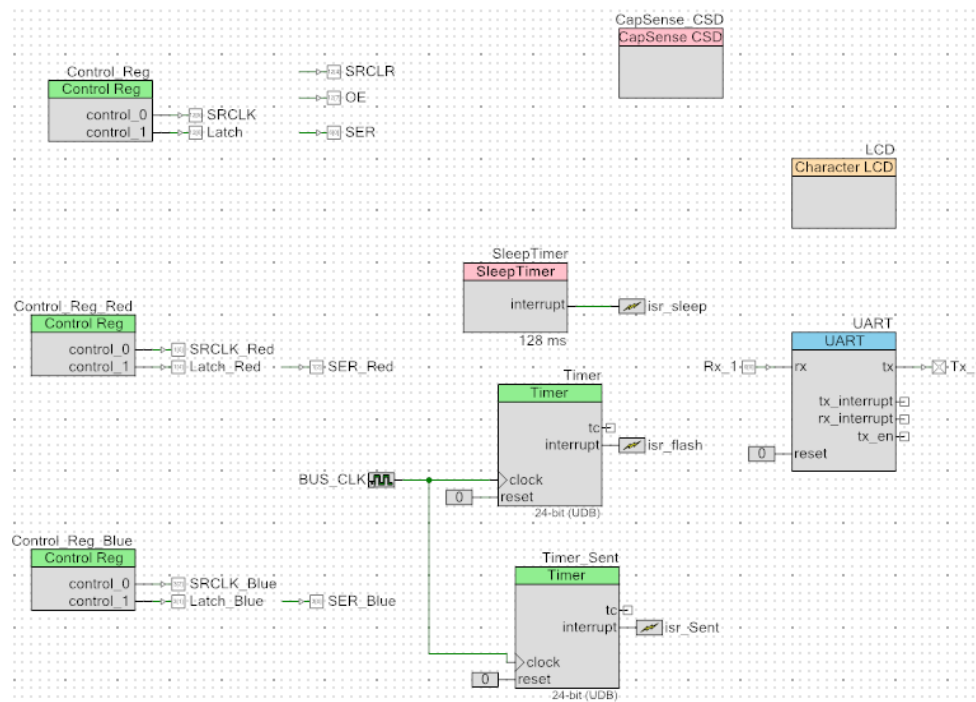 CapSense_CSD
CapSense CSD
Control_Reg
Control Reg
control_0
control_1
SRCLK
Latch
SRCLR
OE
SER
LCD
Character LCD
SleepTimer
SleepTimer
interrupt
isr_sleep
128 ms
Control_Reg_Red
Control Reg
control_0
control_1
SRCLK_Red
Latch_Red
SER_Red
UART
UART
Rx_1
rx
tx
Tx_
tx_interrupt
rx_interrupt
tx_en
0
reset
Timer
Timer
tc
interrupt
isr_flash
BUS_CLK
clock
0
reset
24-bit (UDB)
Control_Reg_Blue
Control Reg
control_0
control_1
SRCLK_Blue
Latch_Blue
SER_Blue
Timer_Sent
Timer
tc
interrupt
isr_Sent
clock
0
reset
24-bit (UDB)